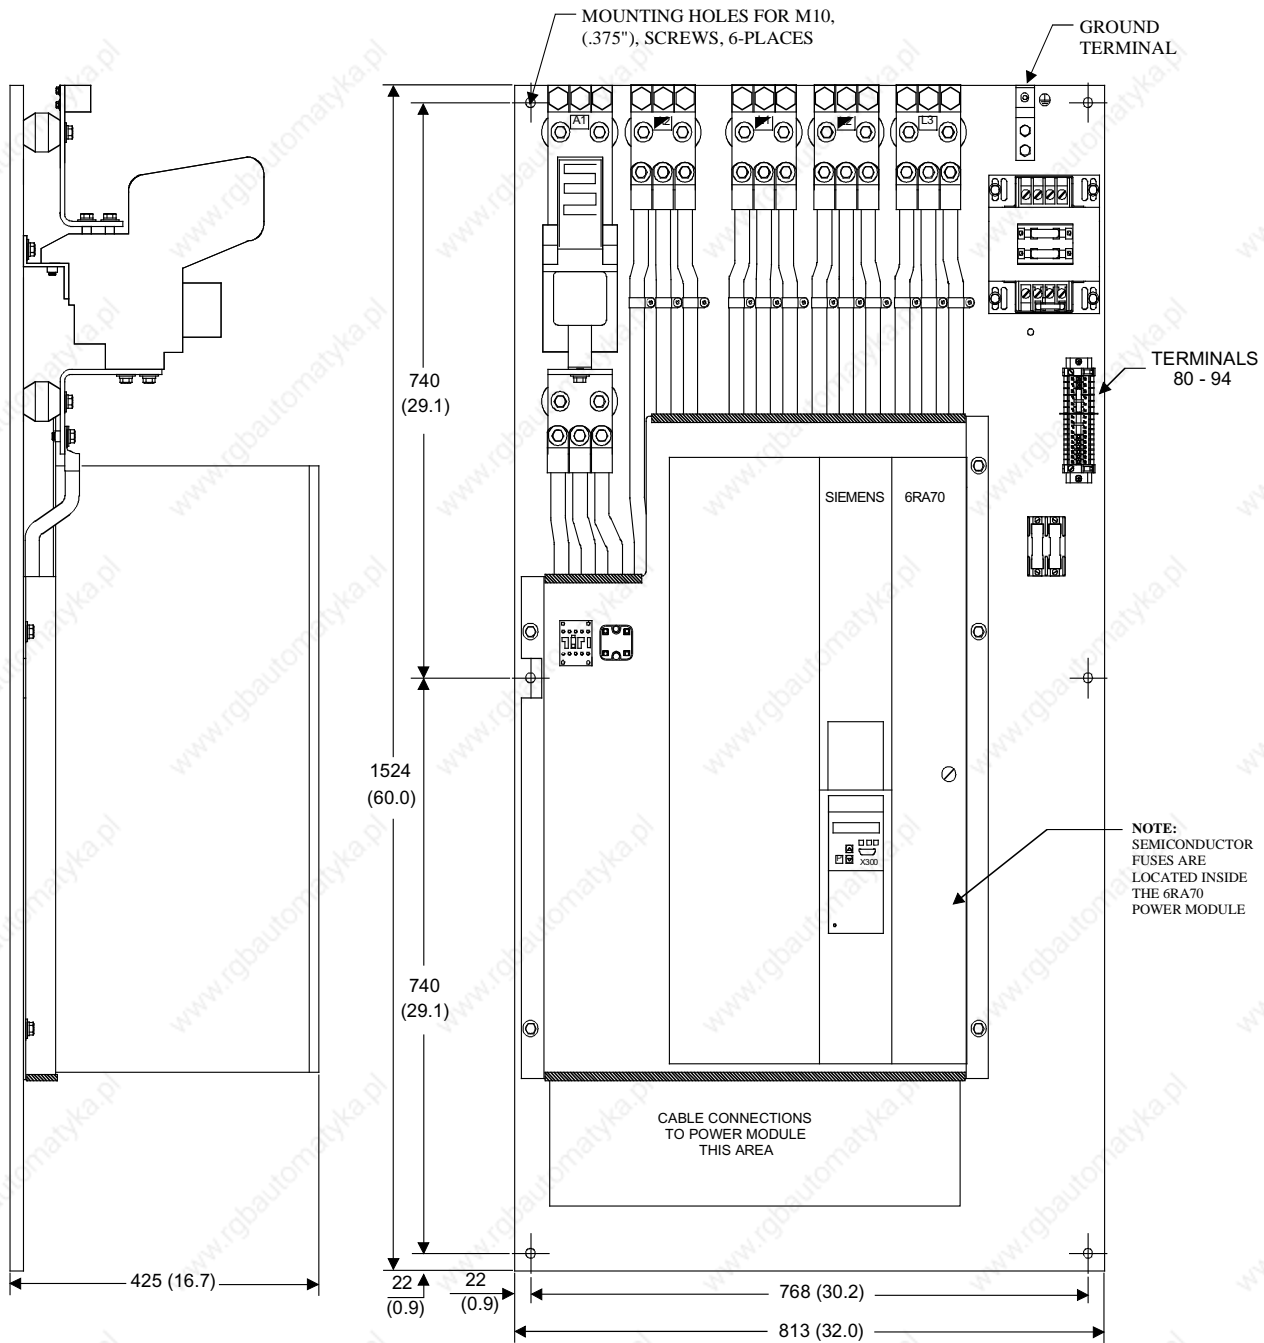 MOUNTING HOLES FOR M10,
(.375"), SCREWS, 6-PLACES
GROUND
TERMINAL
A1
L3
TERMINALS
80 - 94
740
(29.1)
SIEMENS
6RA70
1524
(60.0)
X300
NOTE:
SEMICONDUCTOR
FUSES ARE
LOCATED INSIDE
THE 6RA70
POWER MODULE
740
(29.1)
CABLE CONNECTIONS
TO POWER MODULE
THIS AREA
425 (16.7)
22
(0.9)
22
(0.9)
768 (30.2)
813 (32.0)
www.rgbautomatyka.pl